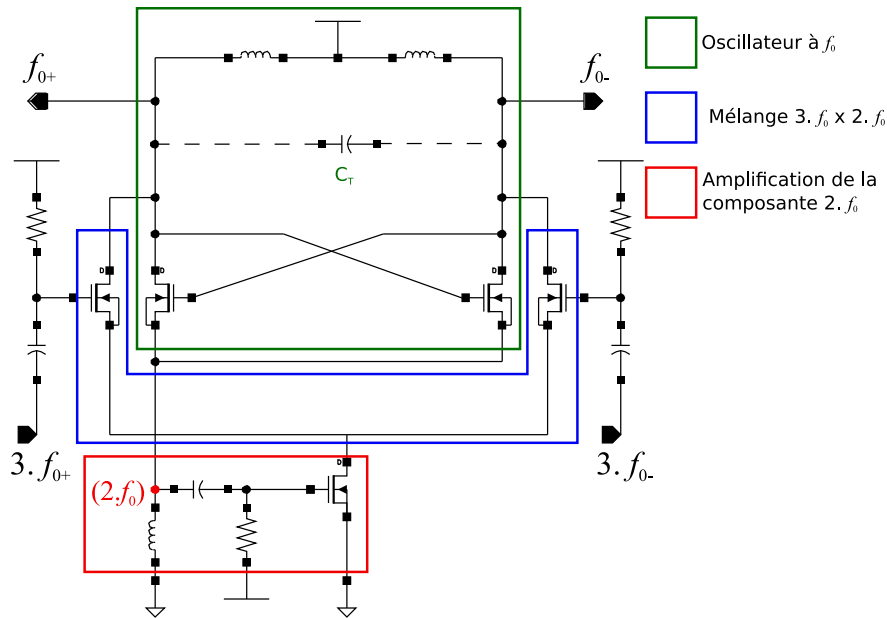 f0+
f0-
Oscillateur à f0
Mélange 3. f0 x 2. f0
Amplification de la
composante 2. f0
CT
D
D
D
D
3. f0+
3. f0-
D
(2.f0)